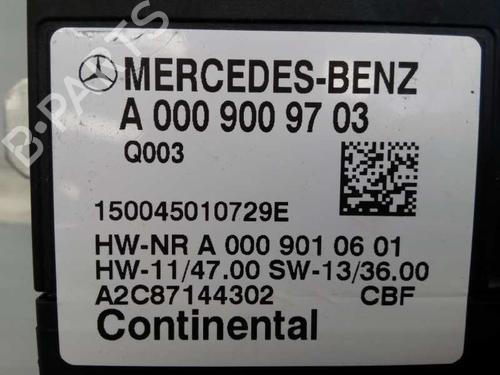 B-PARTS
MERCEDES-BENZ
A 000 900 97 03
Q003
150045010729E
HW-NR A 000 901 06 01
HW-11/47.00 SW-13/36.00
A2C87144302 CBF
Continental